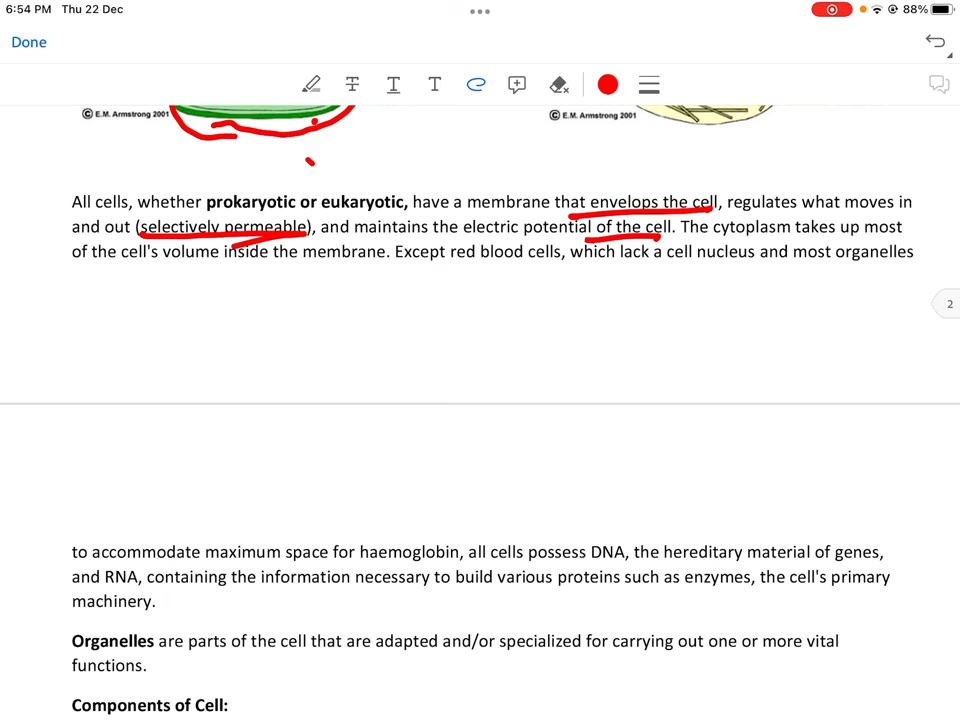 6:54 PM Thu 22 Dec
88%
Done
© E.M. Armstrong 2001
© E.M. Armstrong 2001
All cells, whether prokaryotic or eukaryotic, have a membrane that envelops the cell, regulates what moves in
and out (selectively permeable), and maintains the electric potential of the cell. The cytoplasm takes up most
of the cell's volume inside the membrane. Except red blood cells, which lack a cell nucleus and most organelles
2
to accommodate maximum space for haemoglobin, all cells possess DNA, the hereditary material of genes,
and RNA, containing the information necessary to build various proteins such as enzymes, the cell's primary
machinery.
Organelles are parts of the cell that are adapted and/or specialized for carrying out one or more vital
functions.
Components of Cell: